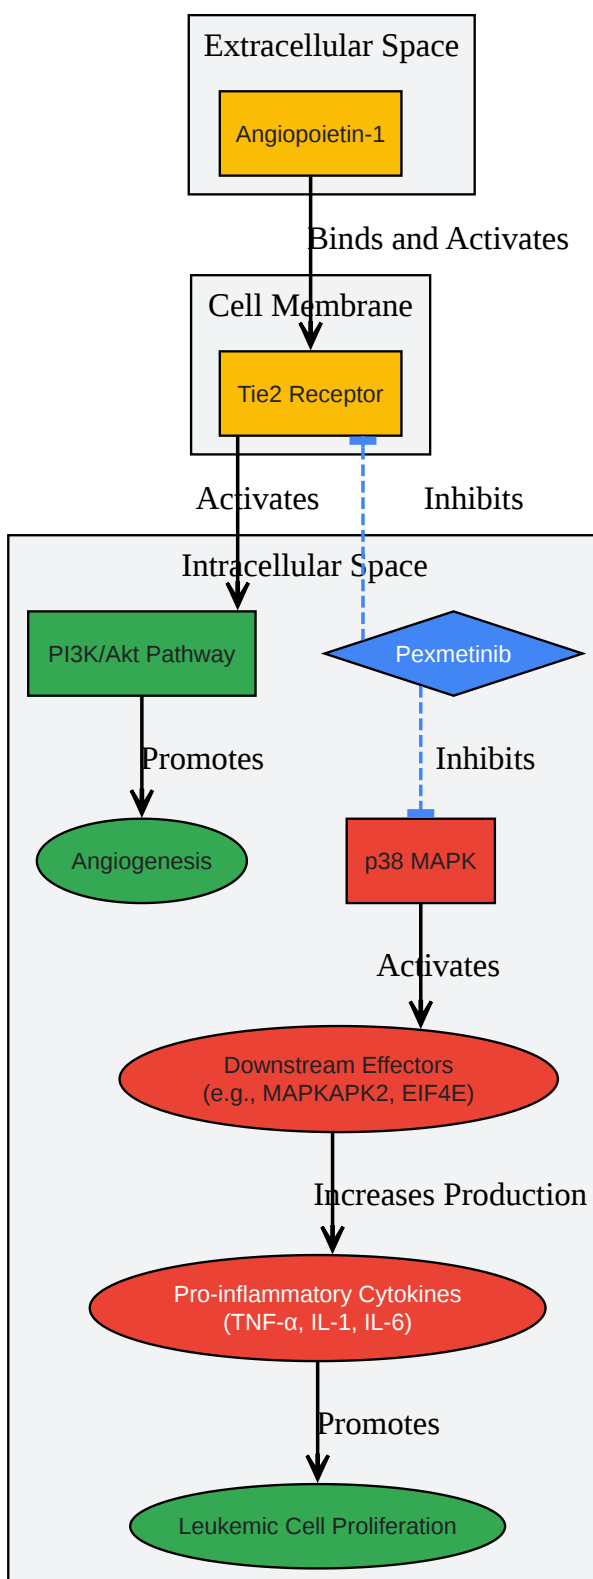 Extracellular Space
Angiopoietin-1
Binds and Activates
Cell Membrane
Tie2 Receptor
Activates
Inhibits
Intracellular Space
PI3K/Akt Pathway
Pexmetinib
Promotes
Inhibits
Angiogenesis
p38 MAPK
Activates
Downstream Effectors
(e.g., MAPKAPK2, EIF4E)
Increases Production
Pro-inflammatory Cytokines
(TNF-α, IL-1, IL-6)
Promotes
Leukemic Cell Proliferation